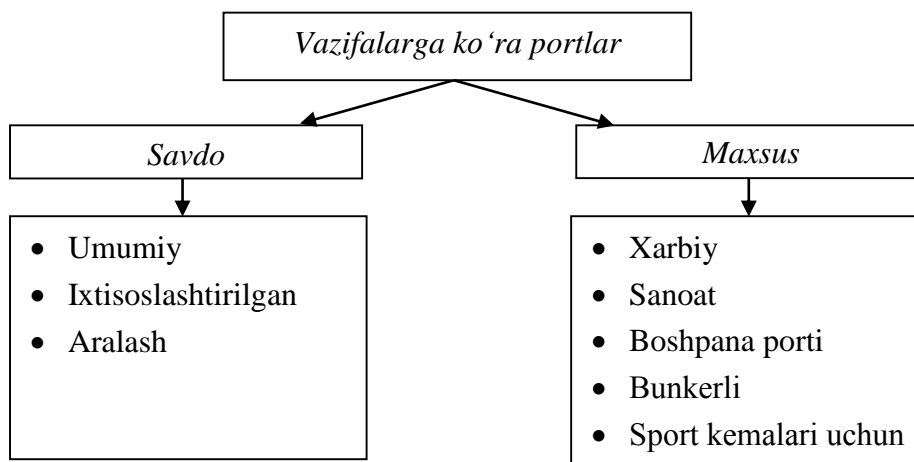 Vazifalarga ko‘ra portlar
Savdo
Maxsus
• Umumiy
• Ixtisoslashtirilgan
• Aralash
• Xarbiy
• Sanoat
• Boshpana porti
• Bunkerli
• Sport kemalari uchun